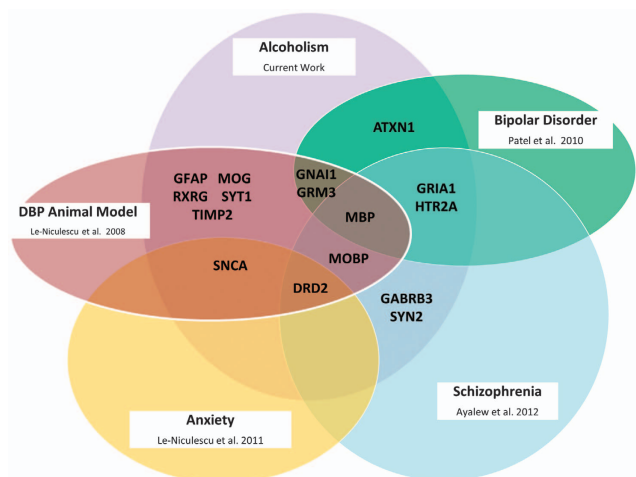 Alcoholism
Current Work
Bipolar Disorder
Patel et al. 2010
ATXN1
GFAP MOG
RXRG SYT1
TIMP2
GNAI1
GRM3
GRIA1
HTR2A
DBP Animal Model
Le-Niculescu et al. 2008
MBP
MOBP
SNCA
DRD2
GABRB3
SYN2
Schizophrenia
Ayalew et al. 2012
Anxiety
Le-Niculescu et al. 2011